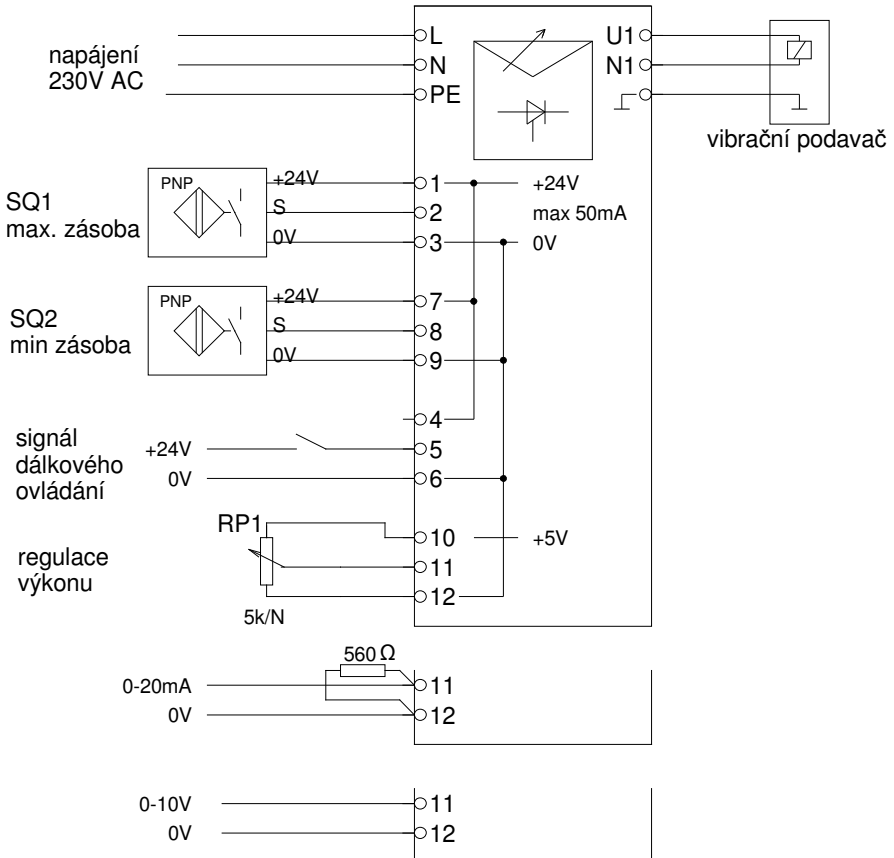 napájení
230V AC
L
N
PE
U1
N1
vibrační podavač
SQ1
max. zásoba
PNP
+24V
S
0V
1
2
3
+24V
max 50mA
0V
SQ2
min zásoba
PNP
+24V
S
0V
7
8
9
signál
dálkového
ovládání
+24V
0V
4
5
6
regulace
výkonu
RP1
5k/N
10
11
12
+5V
560 Ω
0-20mA
0V
11
12
0-10V
0V
11
12